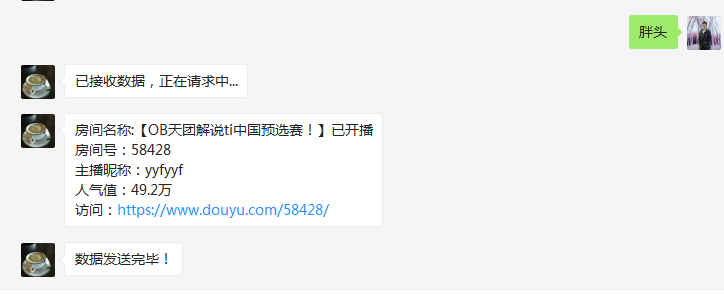 胖头
已接收数据，正在请求中...
房间名称:【OB天团解说ti中国预选赛！】已开播
房间号：58428
主播昵称：yyfyyf
人气值：49.2万
访问：https://www.douyu.com/58428/
数据发送完毕！